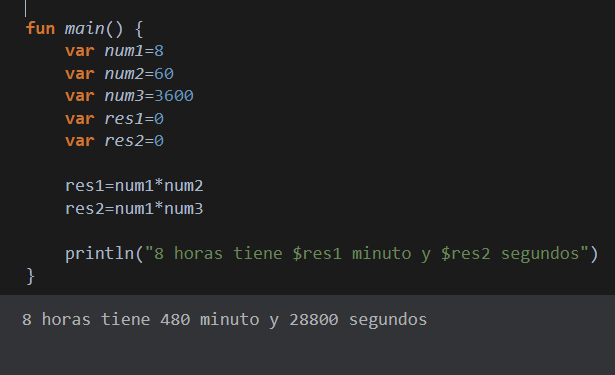 fun main() {
    var num1=8
    var num2=60
    var num3=3600
    var res1=0
    var res2=0
    res1=num1*num2
    res2=num1*num3
    println("8 horas tiene $res1 minuto y $res2 segundos")
}
8 horas tiene 480 minuto y 28800 segundos